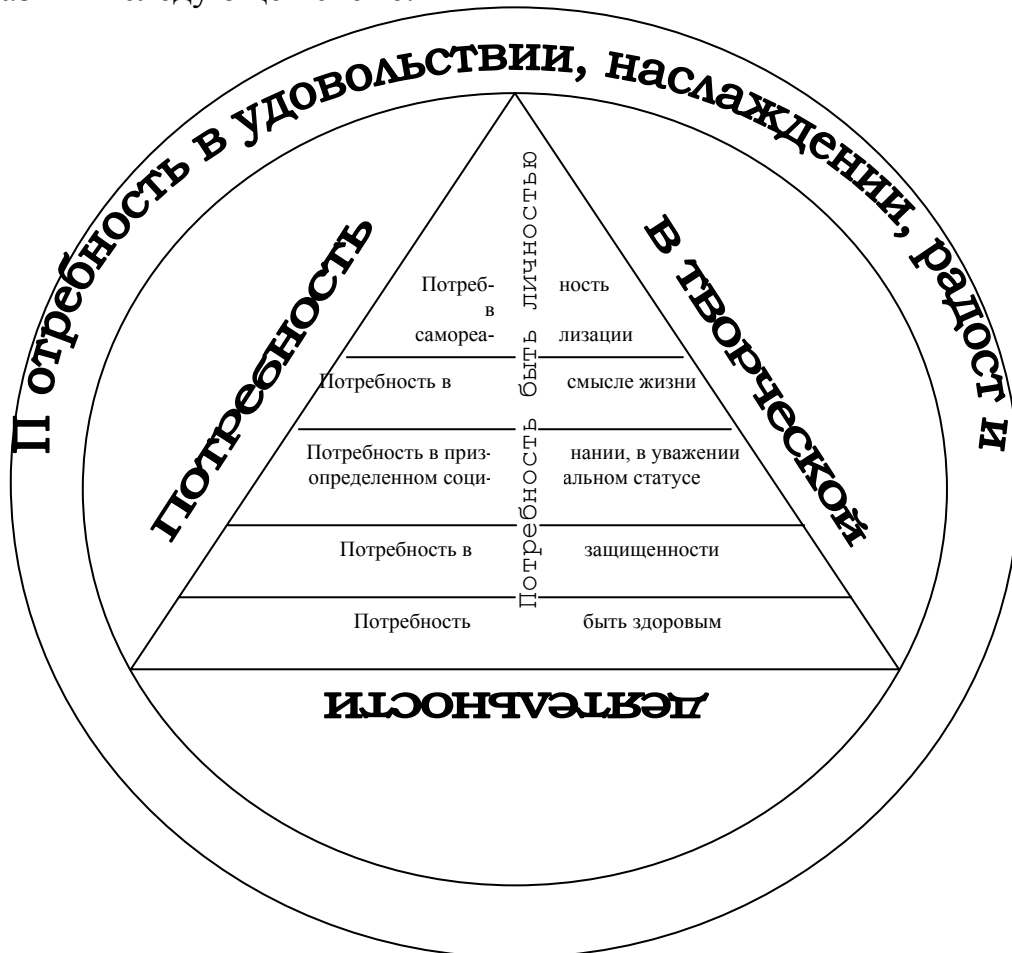 П отребность в удовольствии, наслаждении, радост и
Потребность
в творческой
деятельности
Потребность быть личностью
Потреб- ность
в
самореа- лизации
Потребность в смысле жизни
Потребность в приз- нании, в уважении
определенном соци- альном статусе
Потребность в защищенности
Потребность быть здоровым